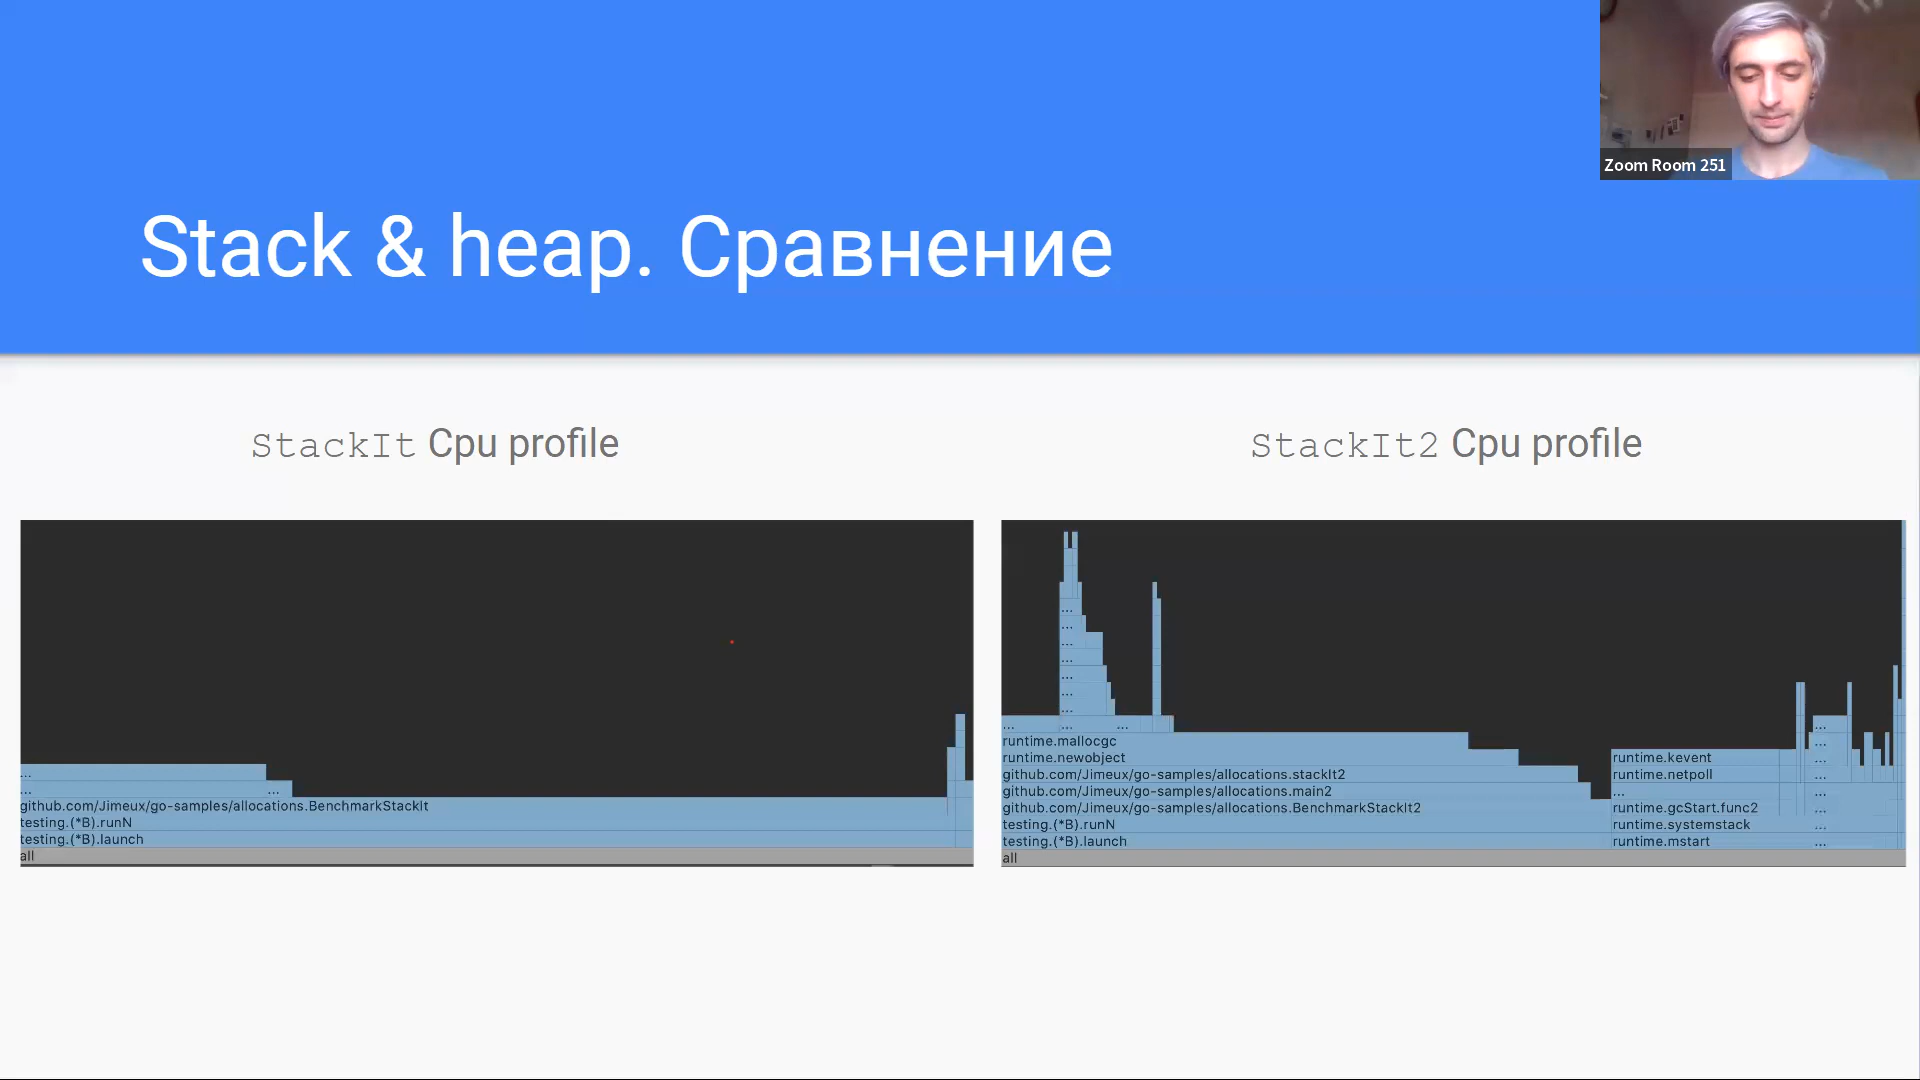 Zoom Room 251
Stack & heap. Сравнение
StackIt Cpu profile
...
... ...
github.com/Jimeux/go-samples/allocations.BenchmarkStackIt
testing.(*B).runN
testing.(*B).launch
all
StackIt2 Cpu profile
...
...
...
...
...
...
...
... ... ... ...
runtime.mallocgc ...
runtime.newobject runtime.kevent ...
github.com/Jimeux/go-samples/allocations.stackIt2 runtime.netpoll ...
github.com/Jimeux/go-samples/allocations.main2 ... ...
github.com/Jimeux/go-samples/allocations.BenchmarkStackIt2 runtime.gcStart.func2 ...
testing.(*B).runN runtime.systemstack ...
testing.(*B).launch runtime.mstart ...
all